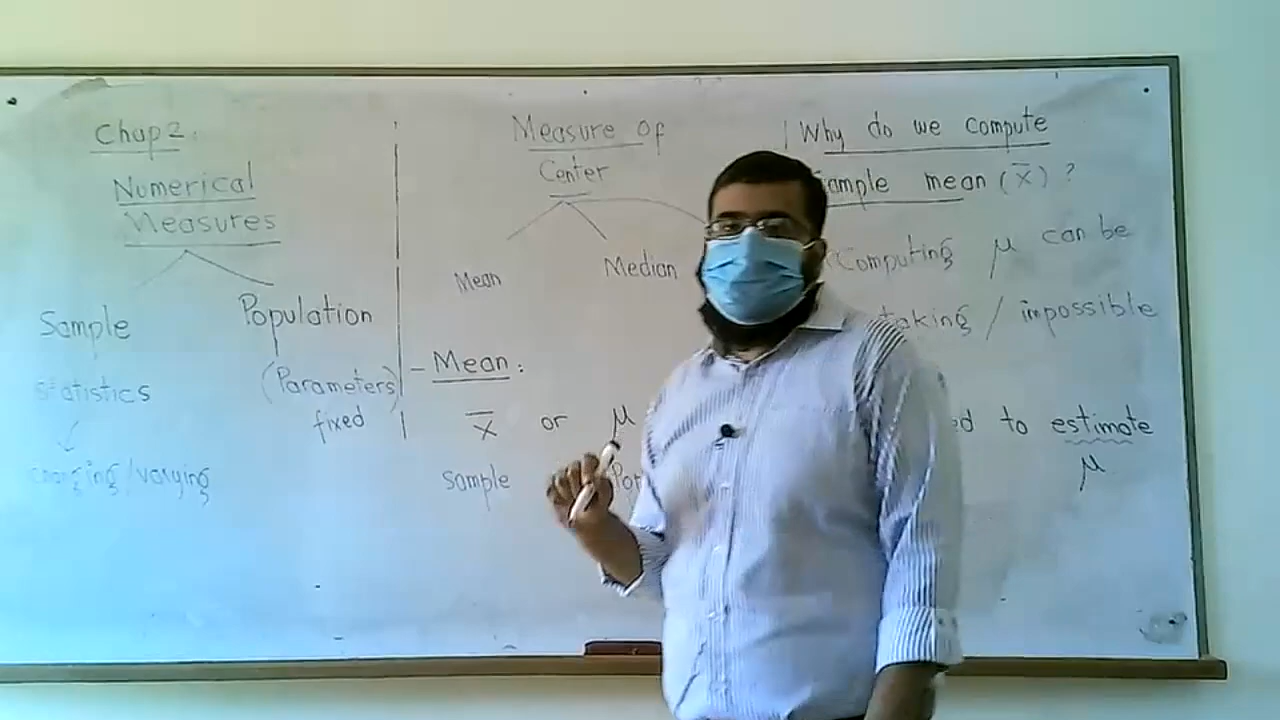 Chap 2.
Numerical
Measures
Sample
Population
statistics
(Parameters)
fixed
changing/varying
Measure of
Center
Mean
Median
- Mean:
x̄ or μ
sample
Why do we compute
Sample mean (x̄)?
Computing μ can be
taking / impossible
to estimate
μ